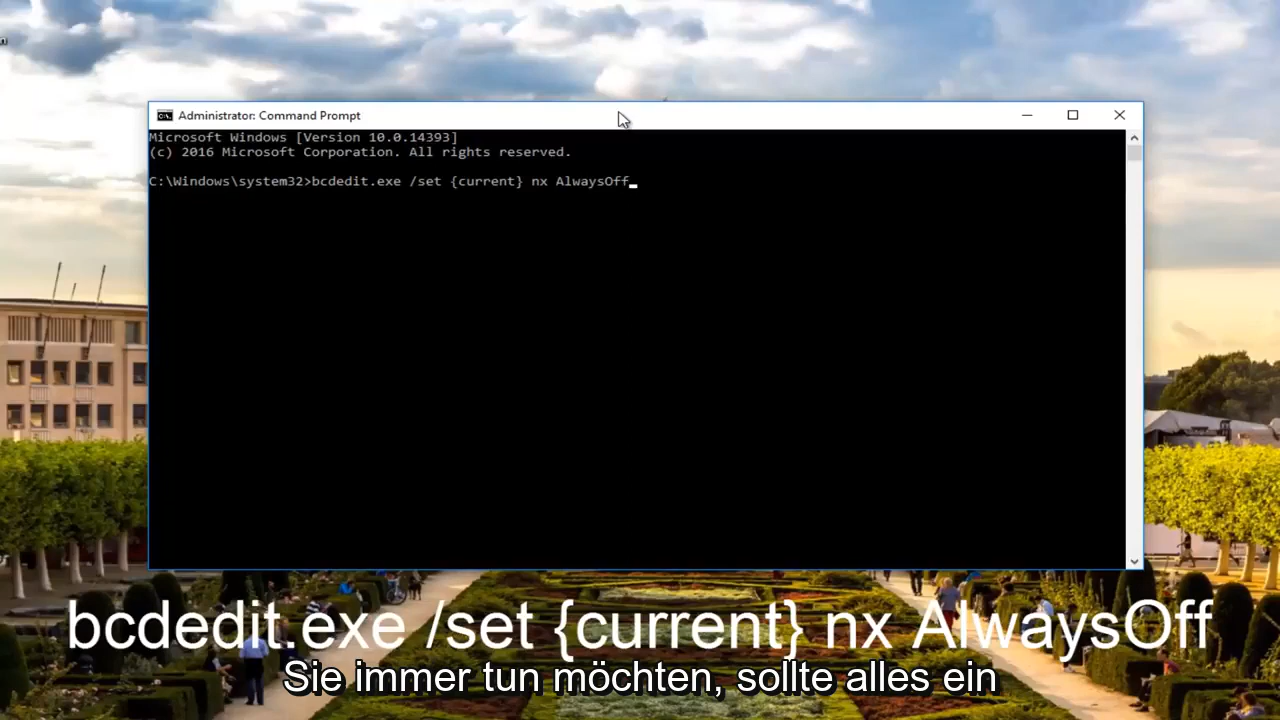 Administrator: Command Prompt
Microsoft Windows [Version 10.0.14393]
(c) 2016 Microsoft Corporation. All rights reserved.
C:\Windows\system32>bcdedit.exe /set {current} nx AlwaysOff
bcdedit.exe /set {current} nx AlwaysOff
Sie immer tun möchten, sollte alles ein